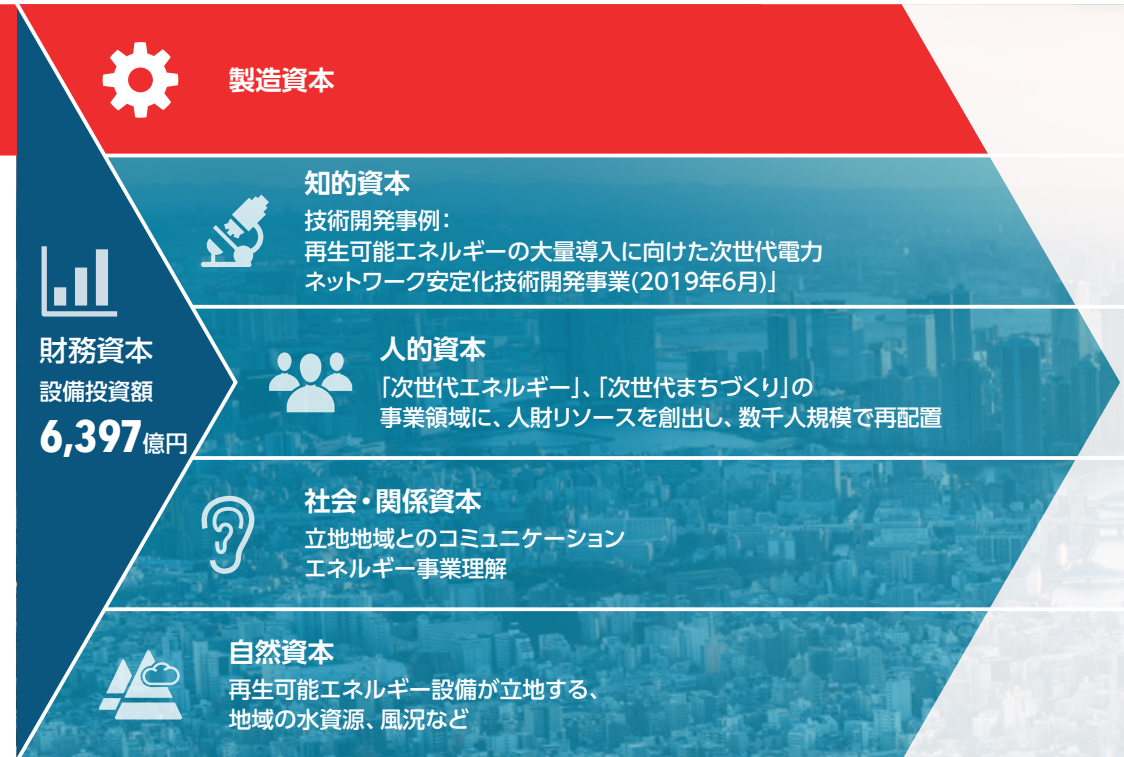 製造資本
知的資本
技術開発事例：
再生可能エネルギーの大量導入に向けた次世代電力
ネットワーク安定化技術開発事業(2019年6月)」
財務資本
設備投資額
6,397億円
人的資本
「次世代エネルギー」、「次世代まちづくり」の
事業領域に、人財リソースを創出し、数千人規模で再配置
社会・関係資本
立地地域とのコミュニケーション
エネルギー事業理解
自然資本
再生可能エネルギー設備が立地する、
地域の水資源、風況など